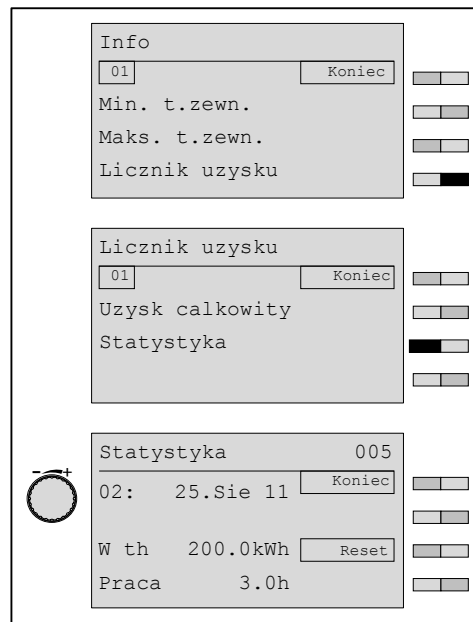 Info
01 Koniec
Min. t.zewn.
Maks. t.zewn.
Licznik uzysku
Licznik uzysku
01 Koniec
Uzysk calkowity
Statystyka
Statystyka 005
02: 25.Sie 11 Koniec
W th 200.0kWh Reset
Praca 3.0h
- +